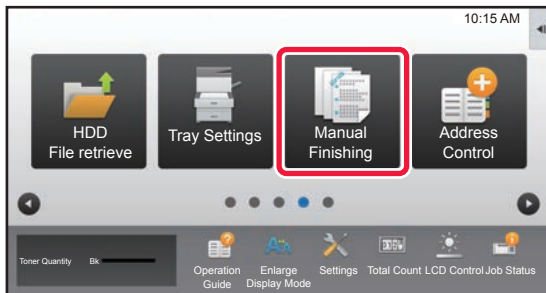 10:15 AM
HDD
File retrieve
Tray Settings
Manual
Finishing
Address
Control
Toner Quantity
Bk
Operation
Guide
Enlarge
Display Mode
Settings
Total Count
LCD Control
Job Status